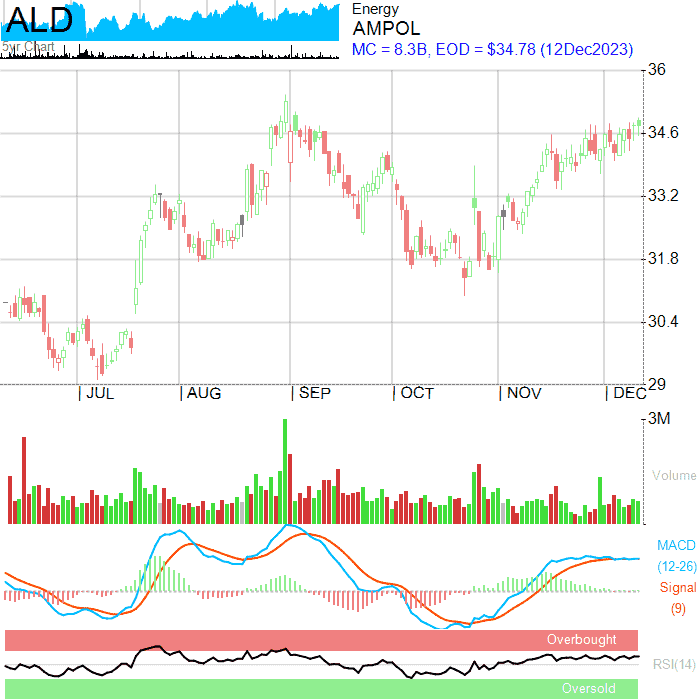 ALD
5yr Chart
Energy
AMPOL
MC = 8.3B, EOD = $34.78 (12Dec2023)
36
34.6
33.2
31.8
30.4
29
JUL AUG SEP OCT NOV DEC
3M
Volume
MACD
(12-26)
Signal
(9)
Overbought
RSI(14)
Oversold